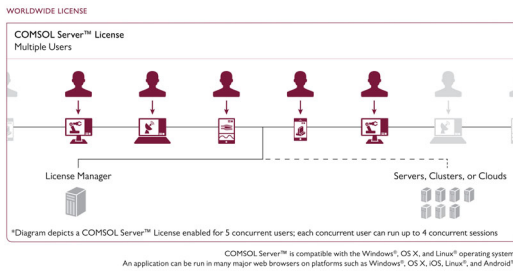 WORLDWIDE LICENSE
COMSOL Server™ License
Multiple Users
License Manager
Servers, Clusters, or Clouds
*Diagram depicts a COMSOL Server™ License enabled for 5 concurrent users; each concurrent user can run up to 4 concurrent sessions
COMSOL Server™ is compatible with the Windows®, OS X, and Linux® operating system
An application can be run in many major web browsers on platforms such as Windows®, OS X, iOS, Linux®, and Android®